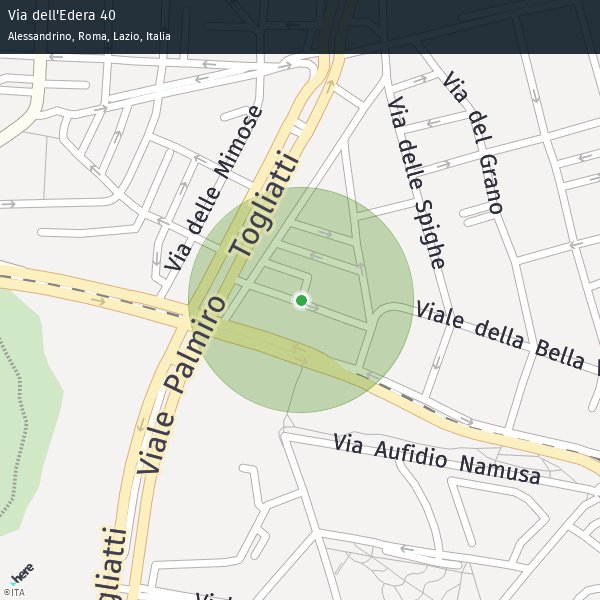 Via dell'Edera 40
Alessandrino, Roma, Lazio, Italia
Via delle Mimose
Viale Palmiro Togliatti
Via delle Spighe
Via del Grano
Viale della Bella
Via Aufidio Namusa
gliatti
here
©ITA